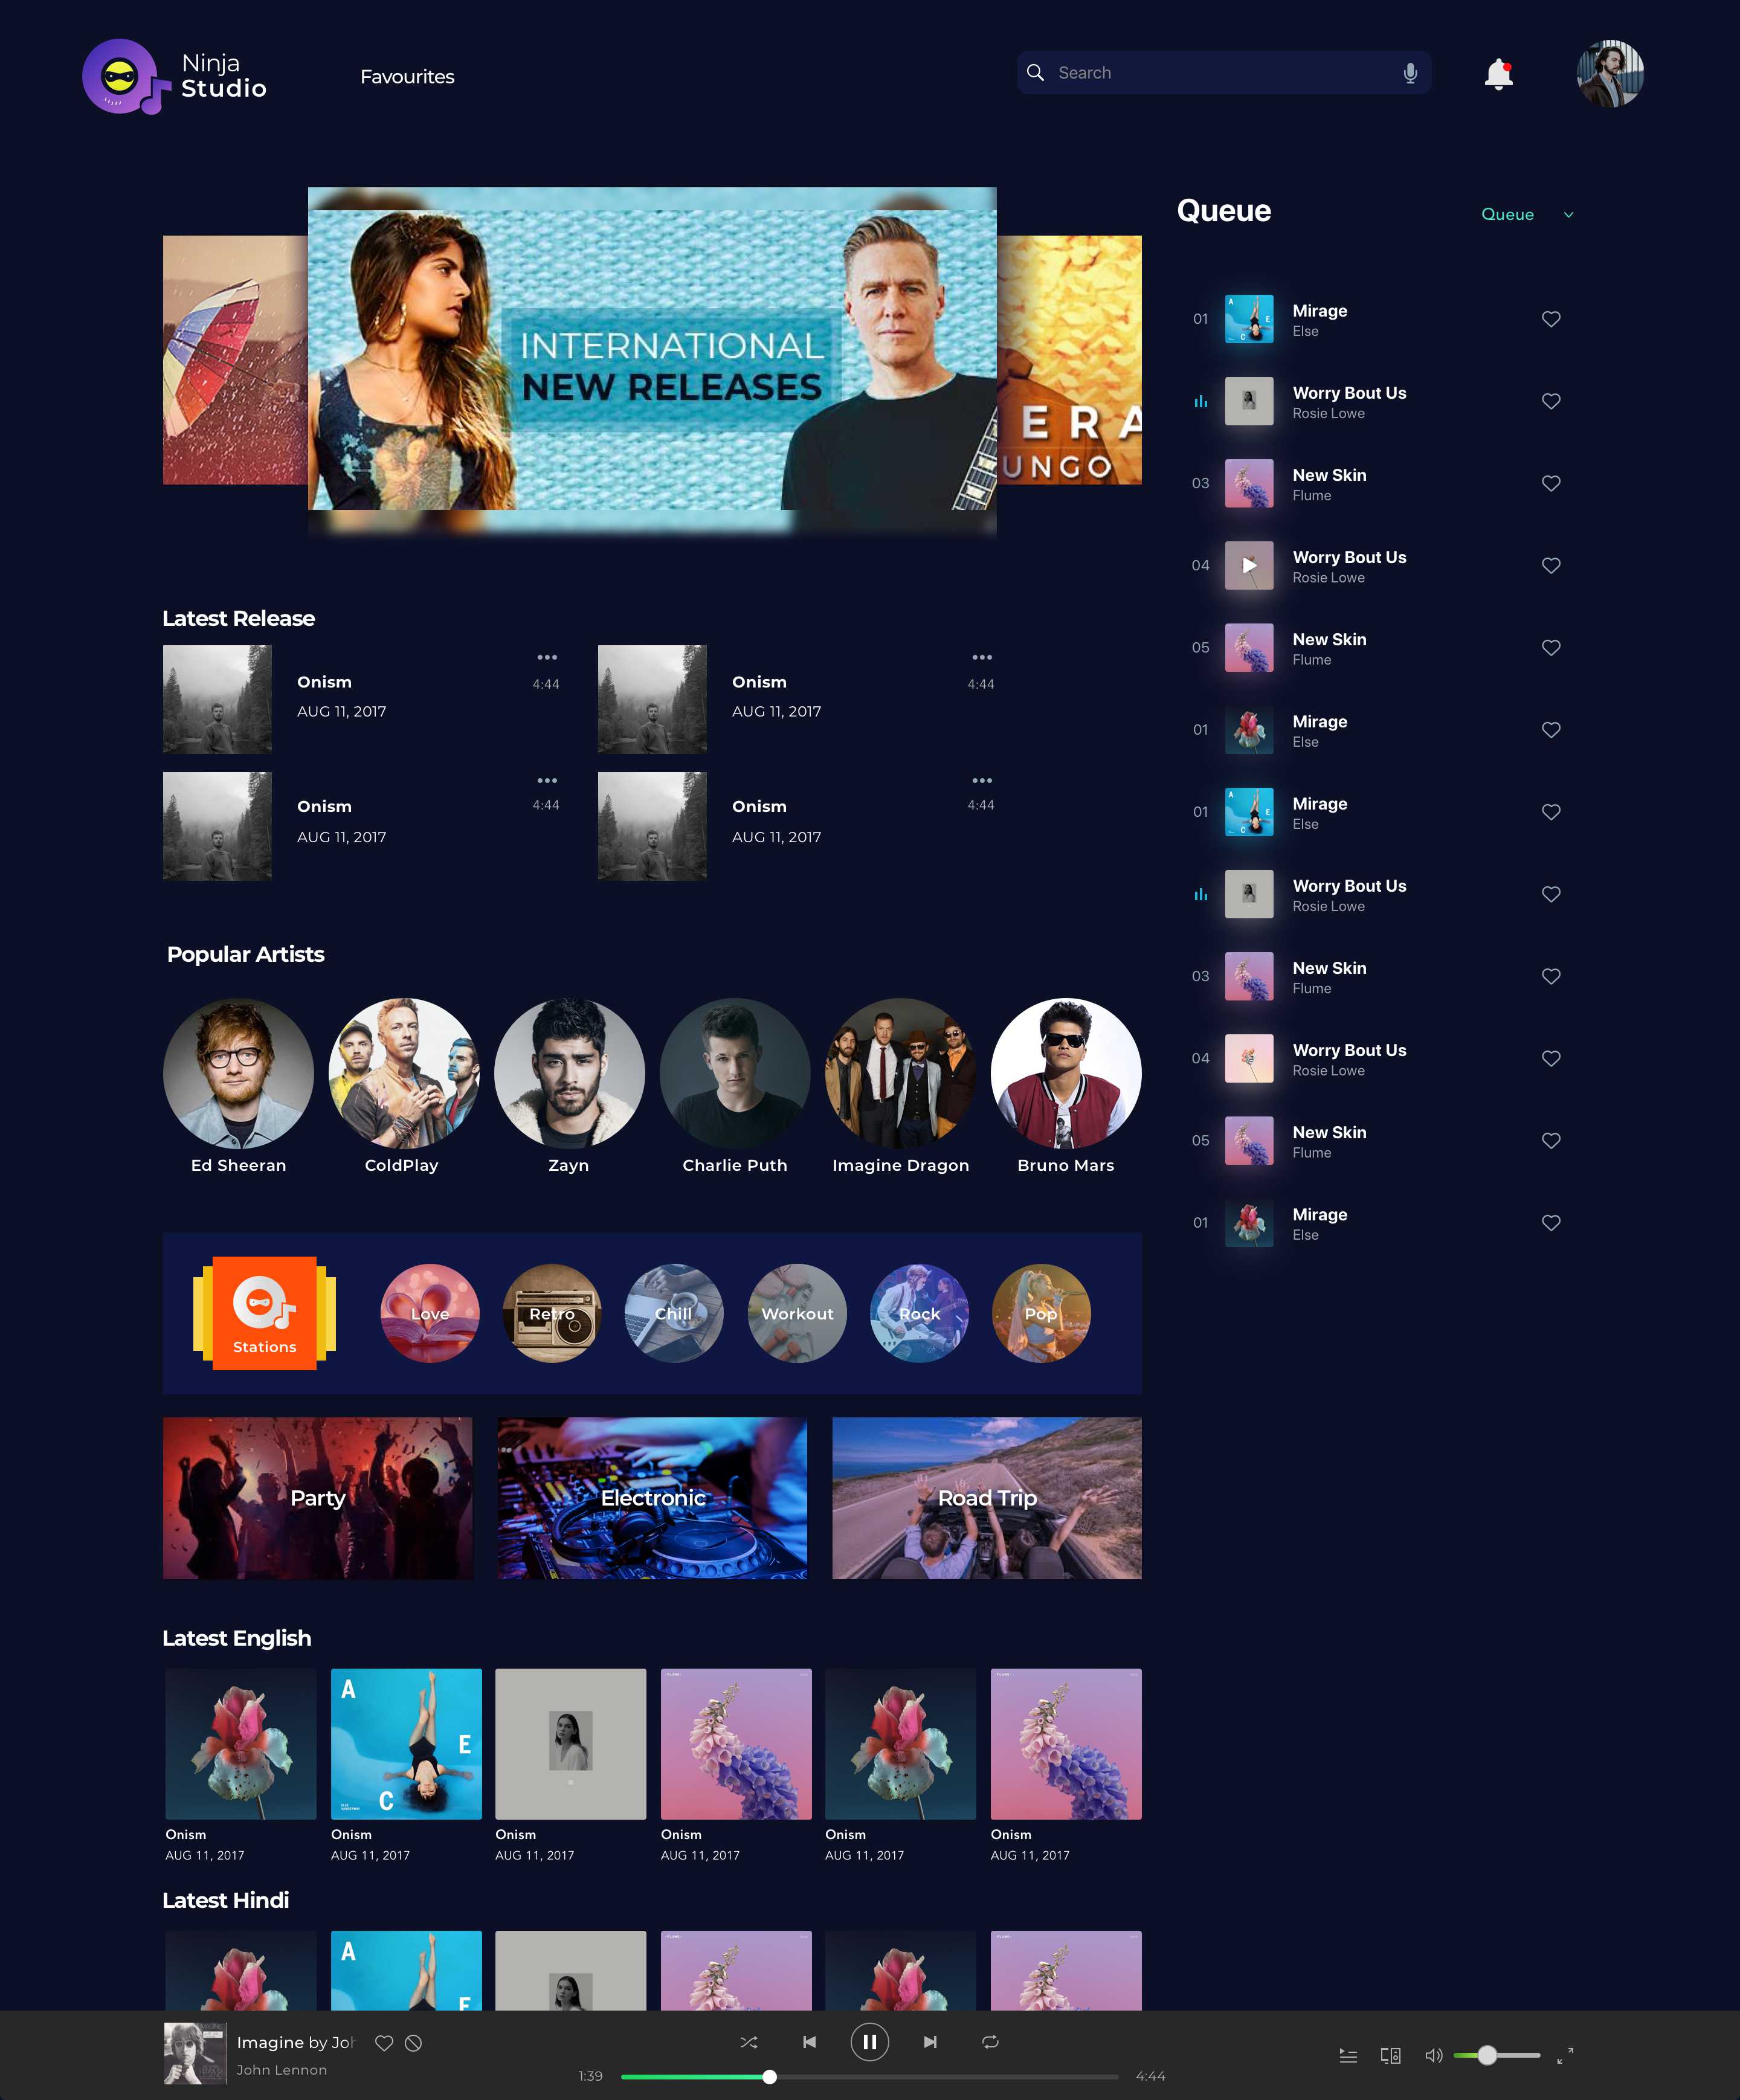 Ninja
Studio
Favourites
Search
INTERNATIONAL
NEW RELEASES
ERA
UNGO
Queue
Queue
01
Mirage
Else
Worry Bout Us
Rosie Lowe
03
New Skin
Flume
04
Worry Bout Us
Rosie Lowe
05
New Skin
Flume
01
Mirage
Else
01
Mirage
Else
Worry Bout Us
Rosie Lowe
03
New Skin
Flume
04
Worry Bout Us
Rosie Lowe
05
New Skin
Flume
01
Mirage
Else
Latest Release
Onism
AUG 11, 2017
4:44
Onism
AUG 11, 2017
4:44
Onism
AUG 11, 2017
4:44
Onism
AUG 11, 2017
4:44
Popular Artists
Ed Sheeran
ColdPlay
Zayn
Charlie Puth
Imagine Dragon
Bruno Mars
Stations
Love
Retro
Chill
Workout
Rock
Pop
Party
Electronic
Road Trip
Latest English
A
E
C
Onism
AUG 11, 2017
Onism
AUG 11, 2017
Onism
AUG 11, 2017
Onism
AUG 11, 2017
Onism
AUG 11, 2017
Onism
AUG 11, 2017
Latest Hindi
A
E
Imagine by Joh
John Lennon
1:39
4:44